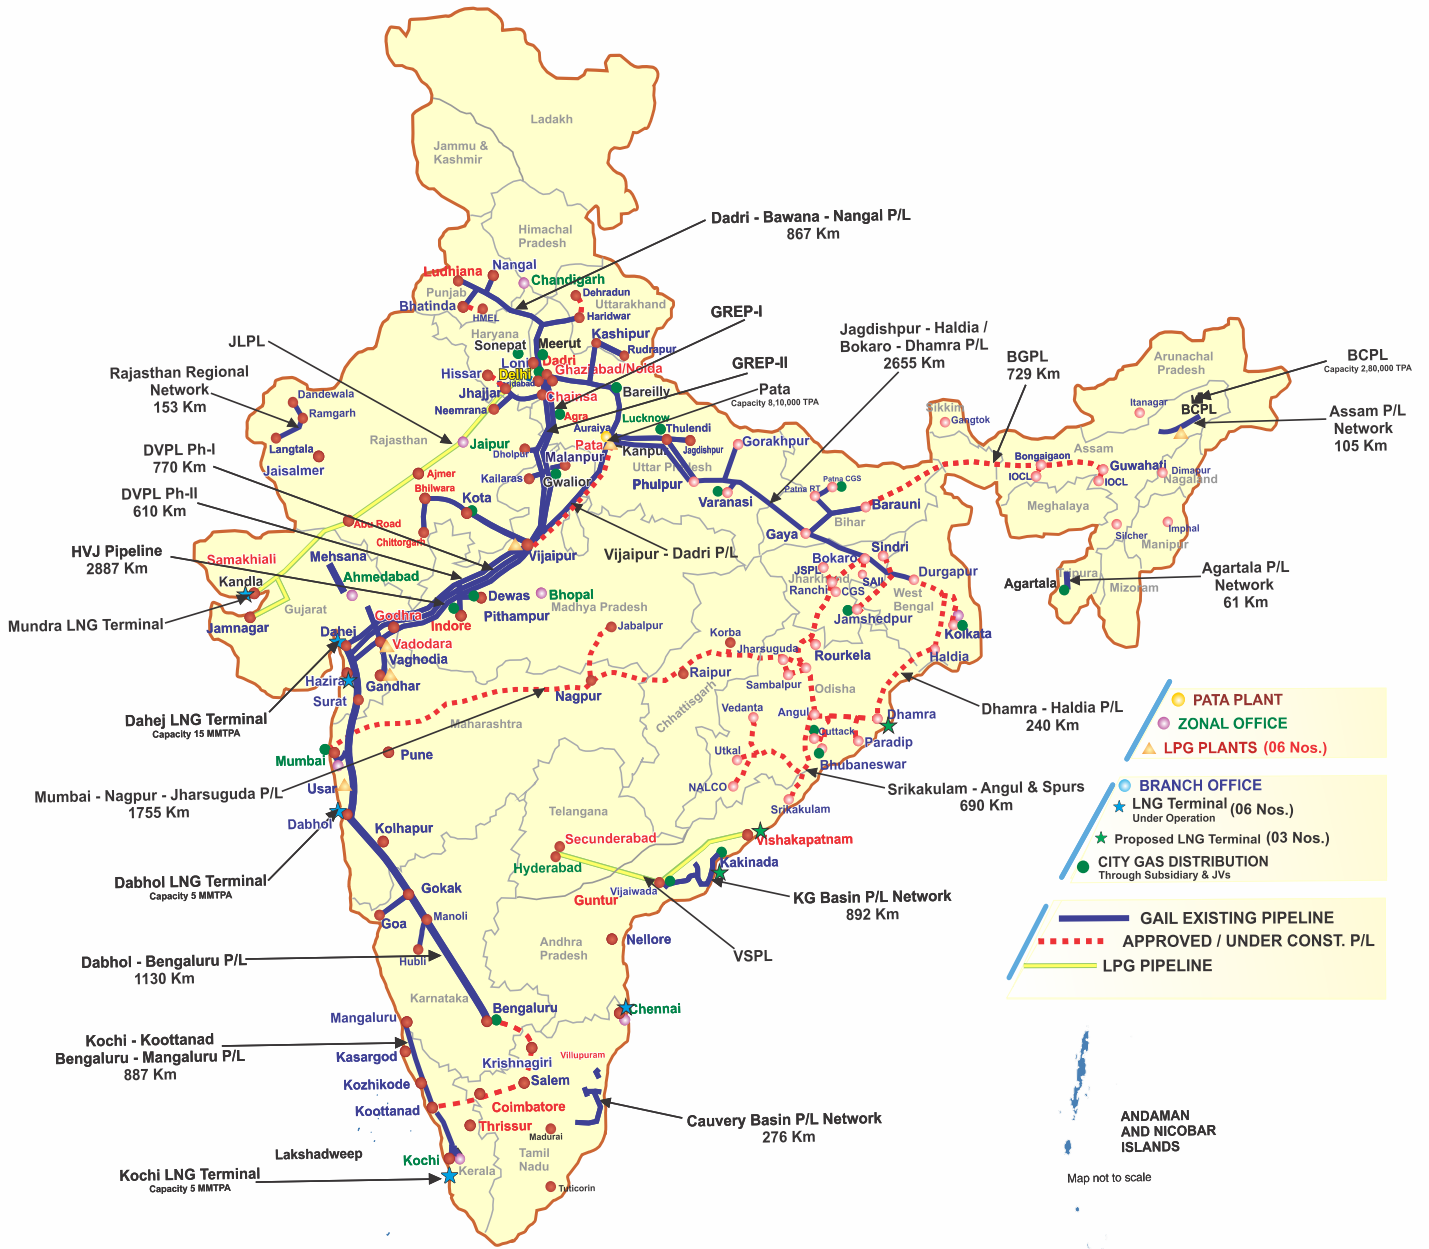 Ladakh
Jammu &
Kashmir
Himachal
Pradesh
Dadri - Bawana - Nangal P/L
867 Km
Ludhiana
Nangal
Chandigarh
Punjab
Bhatinda
HMEL
Dehradun
Uttarakhand
Haridwar
Haryana
Sonepat
Meerut
Kashipur
Rudrapur
GREP-I
Jagdishpur - Haldia /
Bokaro - Dhamra P/L
2655 Km
BGPL
729 Km
Arunachal
Pradesh
BCPL
Capacity 2,80,000 TPA
JLPL
Rajasthan Regional
Network
153 Km
Loni
Dadri
Ghaziabad/Noida
Hissar
Delhi
Jhajjar
Chainsa
Neemrana
Bareilly
GREP-II
Pata
Capacity 8,10,000 TPA
Dandewala
Ramgarh
Langtala
Jaisalmer
Rajasthan
Jaipur
Agra
Lucknow
Auraiya
Pata
Thulendi
Kanpur
Jagdishpur
Gorakhpur
Uttar Pradesh
Sikkim
Gangtok
Itanagar
BCPL
Assam P/L
Network
105 Km
DVPL Ph-I
770 Km
Dholpur
Malanpur
Kailaras
Gwalior
Phulpur
Varanasi
Patna RT
Patna CGS
Bihar
Barauni
Bongaigaon
Assam
Guwahati
IOCL
IOCL
Dimapur
Nagaland
Meghalaya
DVPL Ph-II
610 Km
Ajmer
Bhilwara
Kota
Abu Road
Chittorgarh
Imphal
Silcher
Manipur
HVJ Pipeline
2887 Km
Samakhiali
Mehsana
Vijaipur
Vijaipur - Dadri P/L
Gaya
Bokaro
Sindri
Agartala
Tripura
Mizoram
Agartala P/L
Network
61 Km
Kandla
Ahmedabad
Gujarat
Dewas
Bhopal
Madhya Pradesh
Pithampur
JSPL
Jharkhand
Ranchi
CGS
SAIL
Durgapur
West
Bengal
Jamshedpur
Mundra LNG Terminal
Jamnagar
Godhra
Indore
Dahej
Vadodara
Vaghodia
Jabalpur
Korba
Jharsuguda
Rourkela
Kolkata
Haldia
Hazira
Gandhar
Surat
Nagpur
Raipur
Sambalpur
Odisha
Chhattisgarh
Dahej LNG Terminal
Capacity 15 MMTPA
Maharashtra
Vedanta
Angul
Dhamra
Cuttack
Paradip
Dhamra - Haldia P/L
240 Km
PATA PLANT
ZONAL OFFICE
LPG PLANTS (06 Nos.)
Mumbai
Pune
Utkal
Bhubaneswar
Usar
Mumbai - Nagpur - Jharsuguda P/L
1755 Km
NALCO
Srikakulam
Srikakulam - Angul & Spurs
690 Km
BRANCH OFFICE
LNG Terminal (06 Nos.)
Under Operation
Proposed LNG Terminal (03 Nos.)
CITY GAS DISTRIBUTION
Through Subsidiary & JVs
Dabhol
Telangana
Kolhapur
Secunderabad
Hyderabad
Vishakapatnam
Kakinada
Vijaiwada
Guntur
Dabhol LNG Terminal
Capacity 5 MMTPA
Gokak
Goa
Manoli
Hubli
KG Basin P/L Network
892 Km
GAIL EXISTING PIPELINE
APPROVED / UNDER CONST. P/L
LPG PIPELINE
Dabhol - Bengaluru P/L
1130 Km
Andhra
Pradesh
Nellore
VSPL
Karnataka
Mangaluru
Bengaluru
Chennai
Kochi - Koottanad
Bengaluru - Mangaluru P/L
887 Km
Kasargod
Kozhikode
Koottanad
Krishnagiri
Villupuram
Salem
Coimbatore
Thrissur
Madurai
Cauvery Basin P/L Network
276 Km
ANDAMAN
AND NICOBAR
ISLANDS
Map not to scale
Lakshadweep
Kochi
Kerala
Tamil
Nadu
Tuticorin
Kochi LNG Terminal
Capacity 5 MMTPA